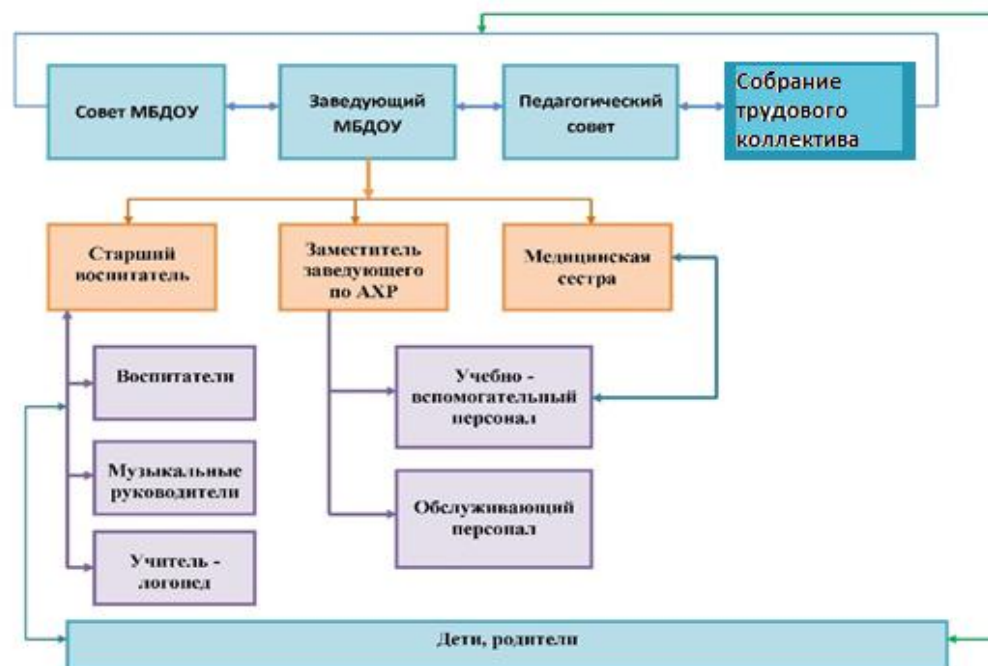 Совет МБДОУ
Заведующий
МБДОУ
Педагогический
совет
Собрание
трудового
коллектива
Старший
воспитатель
Заместитель
заведующего
по АХР
Медицинская
сестра
Воспитатели
Музыкальные
руководители
Учитель -
логопед
Учебно -
вспомогательный
персонал
Обслуживающий
персонал
Дети, родители